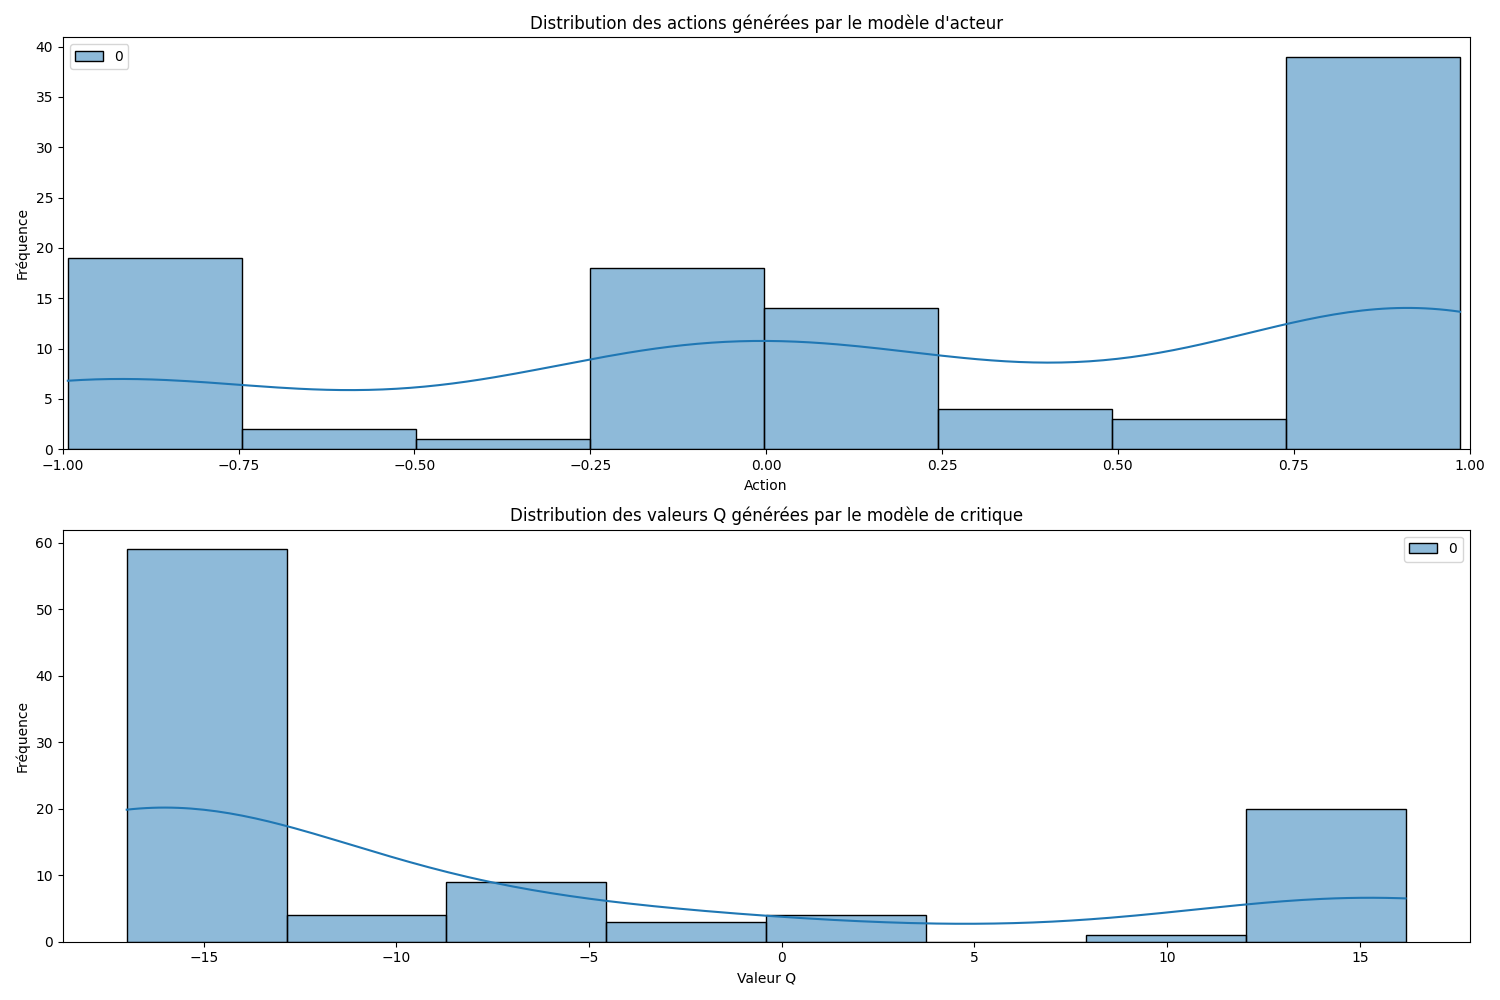 Distribution des actions générées par le modèle d'acteur
0
Fréquence
40
35
30
25
20
15
10
5
0
−1.00 −0.75 −0.50 −0.25 0.00 0.25 0.50 0.75 1.00
Action
Distribution des valeurs Q générées par le modèle de critique
0
Fréquence
60
50
40
30
20
10
0
−15 −10 −5 0 5 10 15
Valeur Q